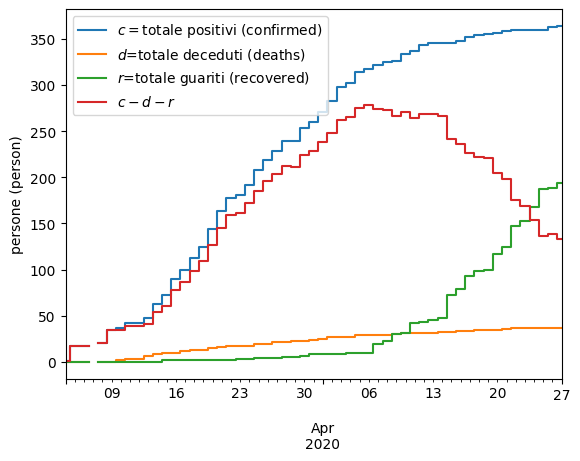 c = totale positivi (confirmed)
d=totale deceduti (deaths)
r=totale guariti (recovered)
c − d − r
persone (person)
350
300
250
200
150
100
50
0
09 16 23 30 06 13 20 27
Apr
2020